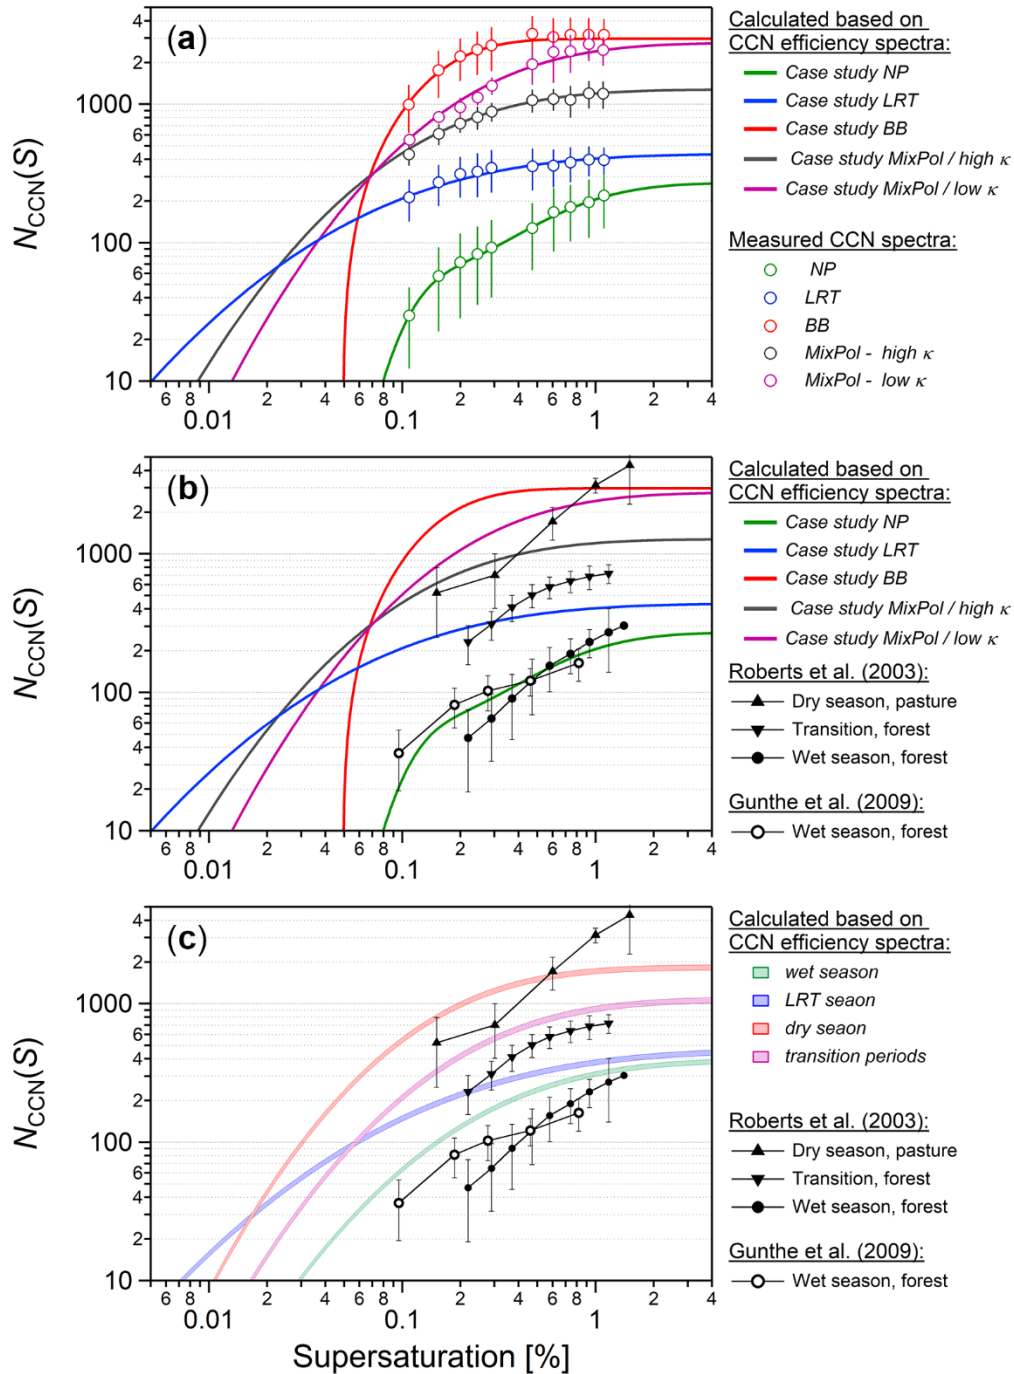 (a)
4
2
1000
4
2
100
4
2
10
N_CCN(S)
6 8 2 4 6 8 2 4 6 8 2 4
0.01 0.1 1
Calculated based on
CCN efficiency spectra:
Case study NP
Case study LRT
Case study BB
Case study MixPol / high κ
Case study MixPol / low κ
Measured CCN spectra:
NP
LRT
BB
MixPol - high κ
MixPol - low κ
(b)
4
2
1000
4
2
100
4
2
10
N_CCN(S)
6 8 2 4 6 8 2 4 6 8 2 4
0.01 0.1 1
Calculated based on
CCN efficiency spectra:
Case study NP
Case study LRT
Case study BB
Case study MixPol / high κ
Case study MixPol / low κ
Roberts et al. (2003):
Dry season, pasture
Transition, forest
Wet season, forest
Gunthe et al. (2009):
Wet season, forest
(c)
4
2
1000
4
2
100
4
2
10
N_CCN(S)
6 8 2 4 6 8 2 4 6 8 2 4
0.01 0.1 1
Supersaturation [%]
Calculated based on
CCN efficiency spectra:
wet season
LRT seaon
dry seaon
transition periods
Roberts et al. (2003):
Dry season, pasture
Transition, forest
Wet season, forest
Gunthe et al. (2009):
Wet season, forest